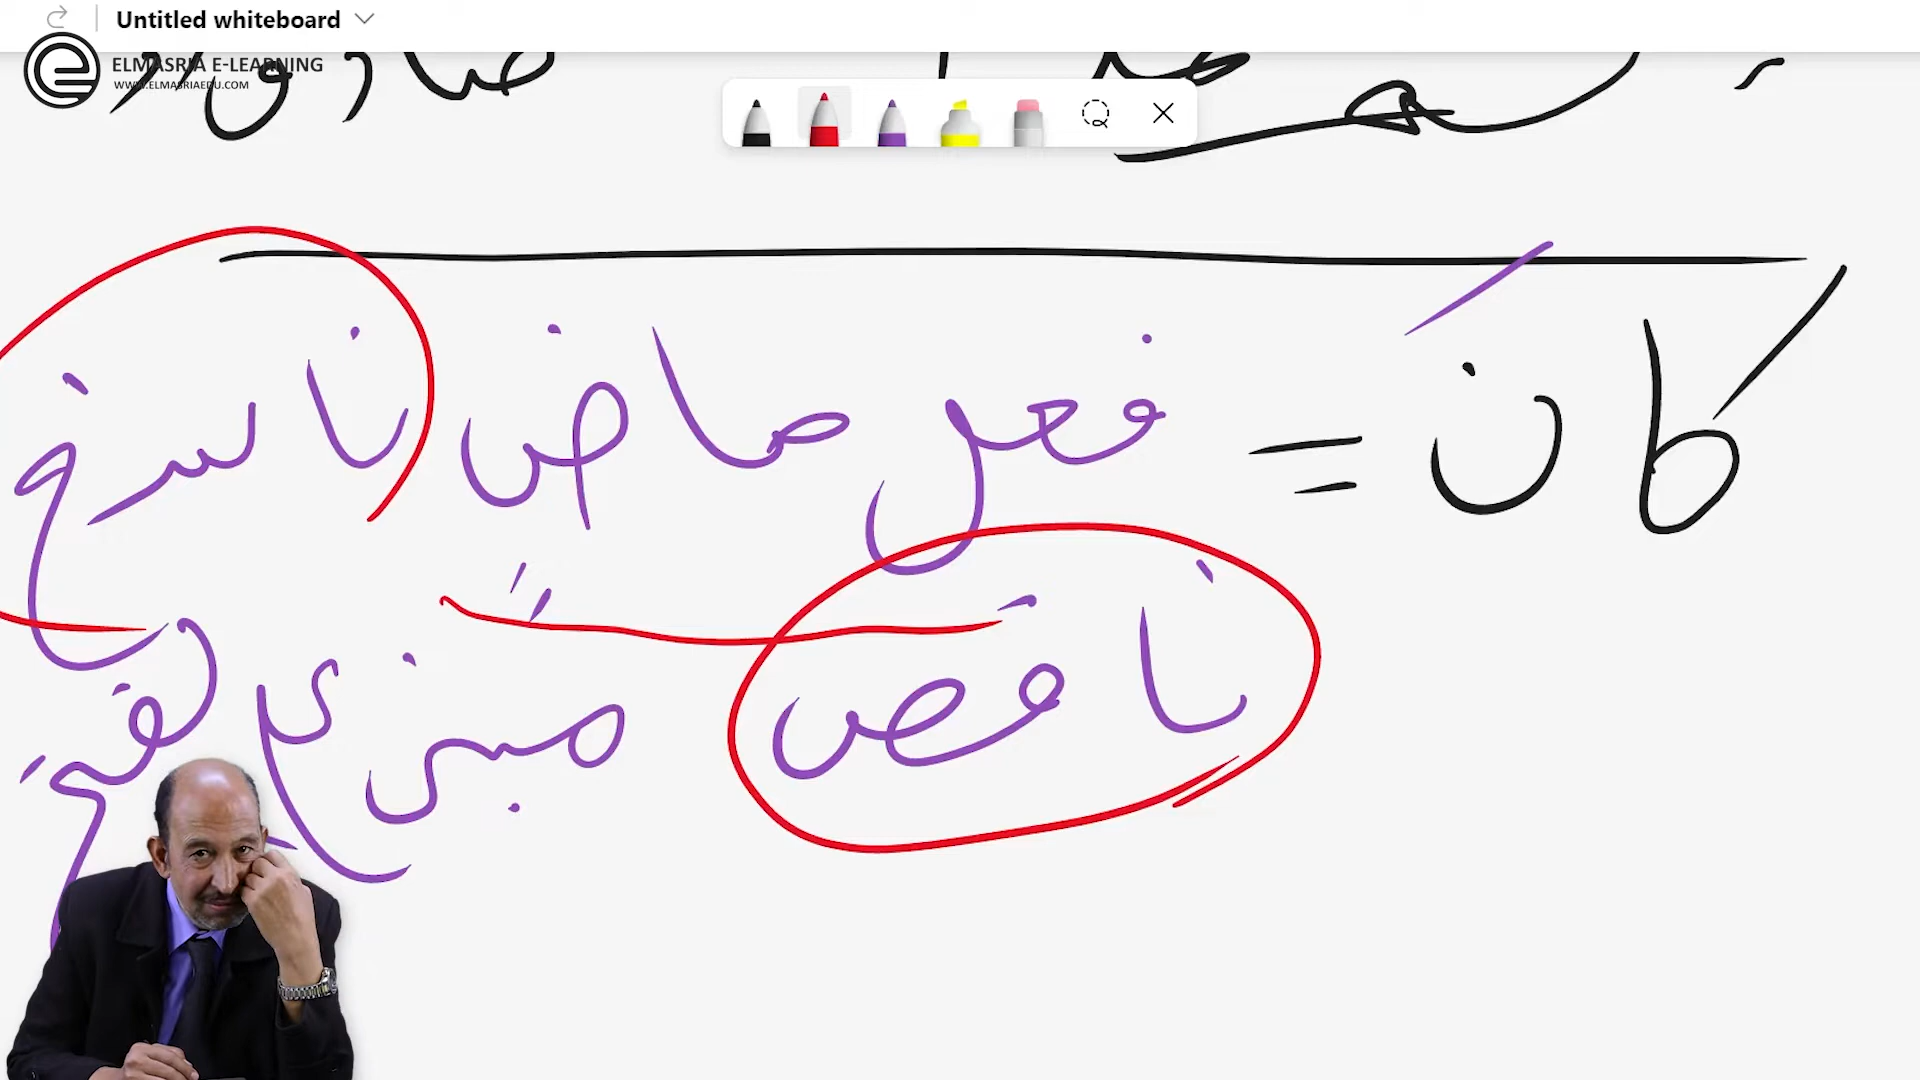 Untitled whiteboard
ELMASRIA E-LEARNING
WWW.ELMASRIAEDU.COM
كان = فعل ماض ناسخ
ناقص مبني على الفتح